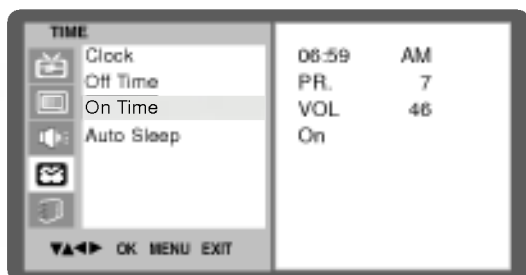 TIME
Clock
Off Time
On Time
Auto Sleep
▼▲◀▶ OK MENU EXIT
06:59 AM
PR. 7
VOL 46
On